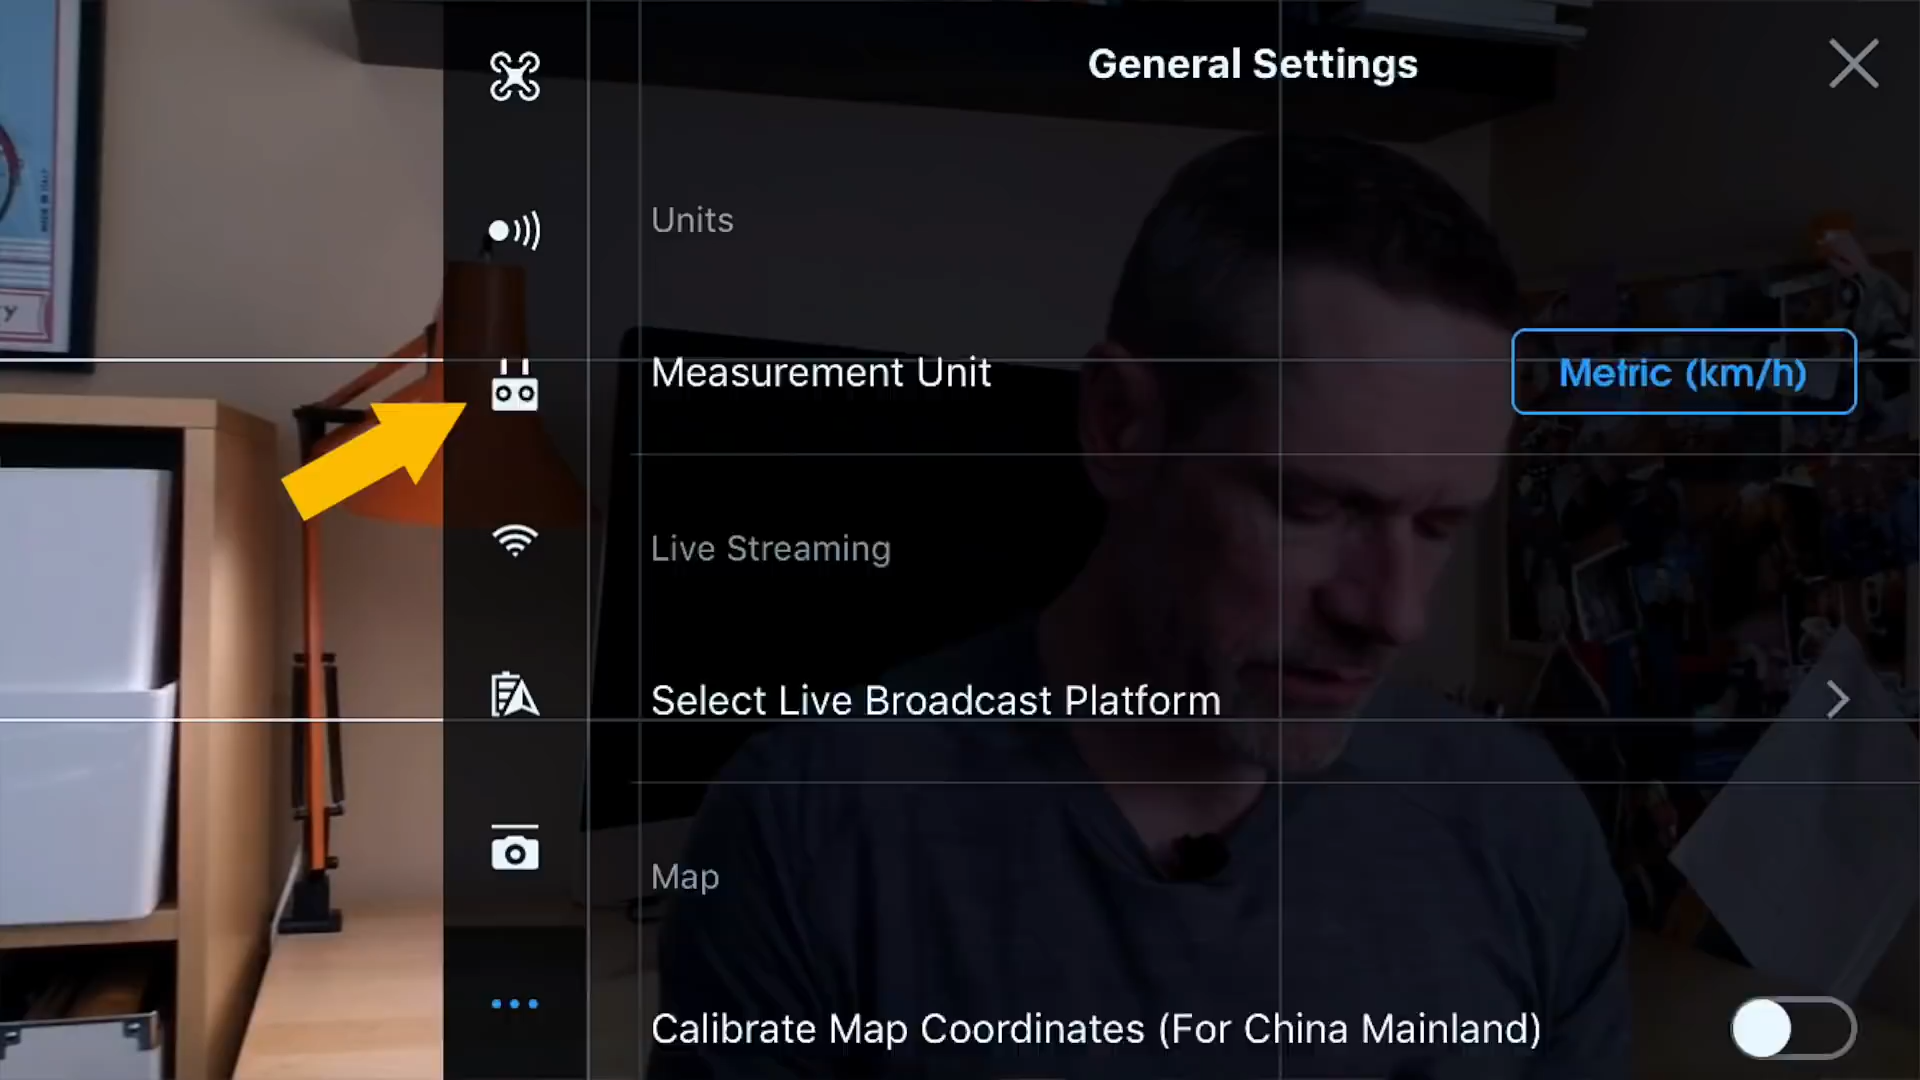 General Settings
Units
Measurement Unit
Metric (km/h)
Live Streaming
Select Live Broadcast Platform
Map
Calibrate Map Coordinates (For China Mainland)